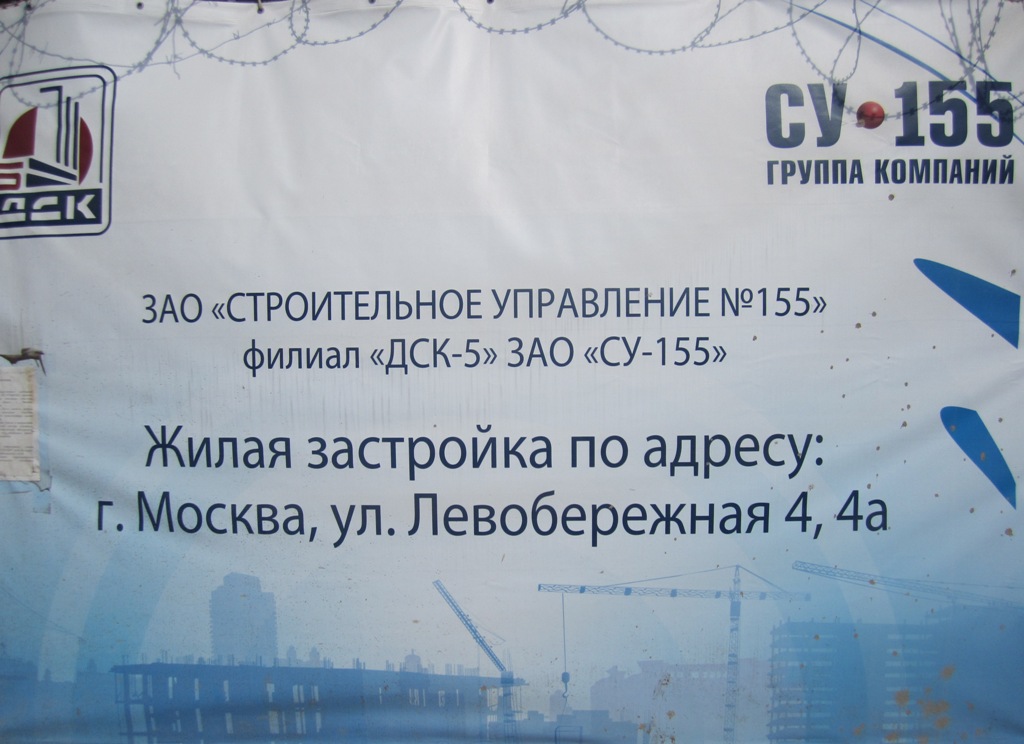 СУ 155
ГРУППА КОМПАНИЙ
5
ДСК
ЗАО «СТРОИТЕЛЬНОЕ УПРАВЛЕНИЕ №155»
филиал «ДСК-5» ЗАО «СУ-155»
Жилая застройка по адресу:
г. Москва, ул. Левобережная 4, 4а